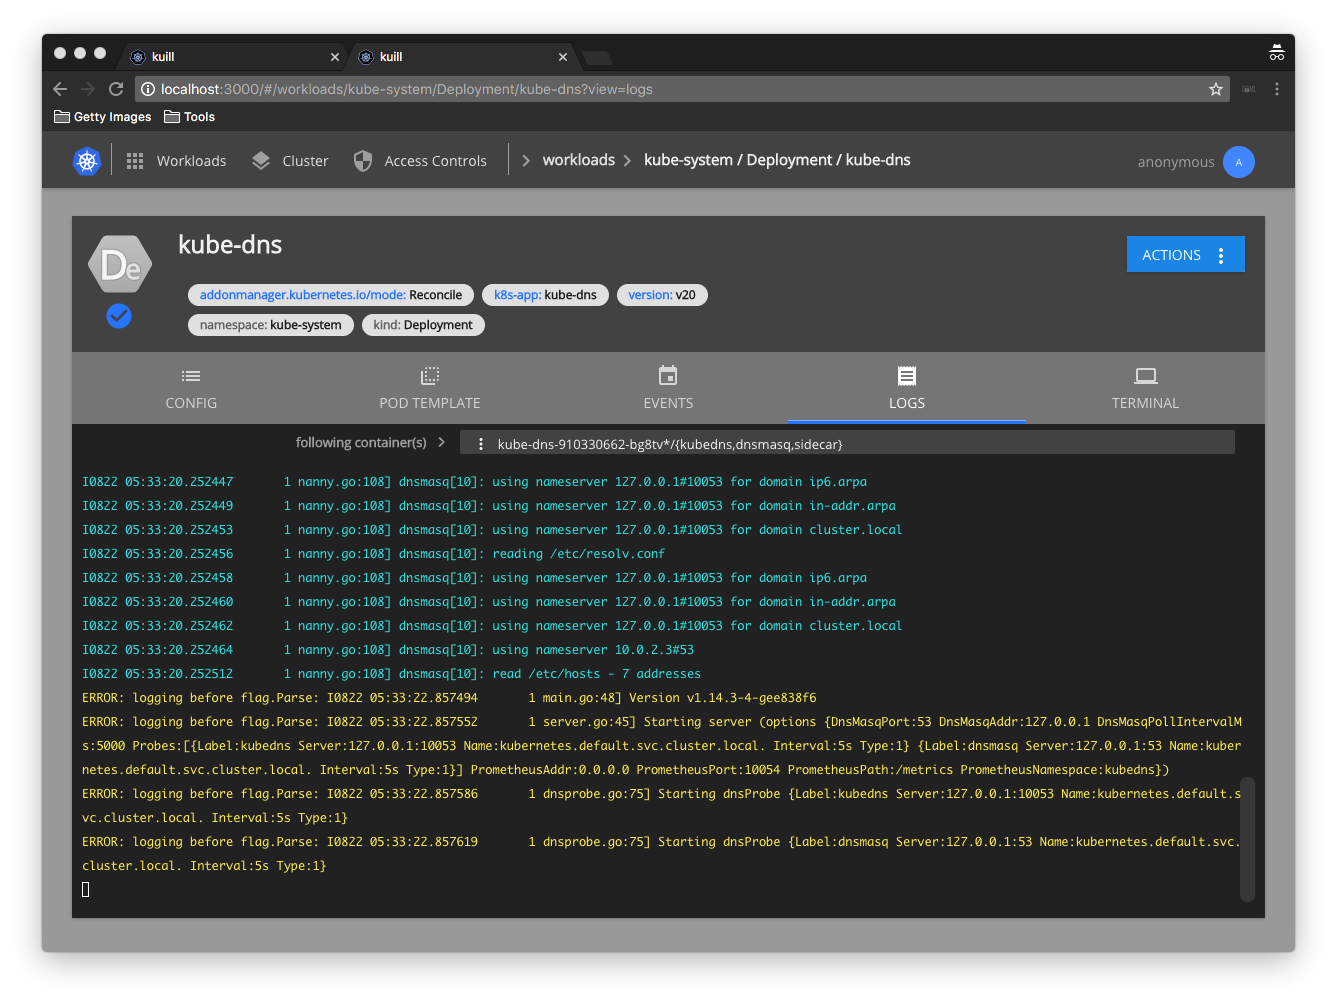 kuill
kuill
localhost:3000/#/workloads/kube-system/Deployment/kube-dns?view=logs
Getty Images Tools
Workloads Cluster Access Controls workloads kube-system / Deployment / kube-dns anonymous A
De
kube-dns
ACTIONS
addonmanager.kubernetes.io/mode: Reconcile k8s-app: kube-dns version: v20
namespace: kube-system kind: Deployment
CONFIG POD TEMPLATE EVENTS LOGS TERMINAL
following container(s) kube-dns-910330662-bg8tv*/{kubedns,dnsmasq,sidecar}
I0822 05:33:20.252447 1 nanny.go:108] dnsmasq[10]: using nameserver 127.0.0.1#10053 for domain ip6.arpa
I0822 05:33:20.252449 1 nanny.go:108] dnsmasq[10]: using nameserver 127.0.0.1#10053 for domain in-addr.arpa
I0822 05:33:20.252453 1 nanny.go:108] dnsmasq[10]: using nameserver 127.0.0.1#10053 for domain cluster.local
I0822 05:33:20.252456 1 nanny.go:108] dnsmasq[10]: reading /etc/resolv.conf
I0822 05:33:20.252458 1 nanny.go:108] dnsmasq[10]: using nameserver 127.0.0.1#10053 for domain ip6.arpa
I0822 05:33:20.252460 1 nanny.go:108] dnsmasq[10]: using nameserver 127.0.0.1#10053 for domain in-addr.arpa
I0822 05:33:20.252462 1 nanny.go:108] dnsmasq[10]: using nameserver 127.0.0.1#10053 for domain cluster.local
I0822 05:33:20.252464 1 nanny.go:108] dnsmasq[10]: using nameserver 10.0.2.3#53
I0822 05:33:20.252512 1 nanny.go:108] dnsmasq[10]: read /etc/hosts - 7 addresses
ERROR: logging before flag.Parse: I0822 05:33:22.857494 1 main.go:48] Version v1.14.3-4-gee838f6
ERROR: logging before flag.Parse: I0822 05:33:22.857552 1 server.go:45] Starting server (options {DnsMasqPort:53 DnsMasqAddr:127.0.0.1 DnsMasqPollIntervalM
s:5000 Probes:[{Label:kubedns Server:127.0.0.1:10053 Name:kubernetes.default.svc.cluster.local. Interval:5s Type:1} {Label:dnsmasq Server:127.0.0.1:53 Name:kuber
netes.default.svc.cluster.local. Interval:5s Type:1}] PrometheusAddr:0.0.0.0 PrometheusPort:10054 PrometheusPath:/metrics PrometheusNamespace:kubedns})
ERROR: logging before flag.Parse: I0822 05:33:22.857586 1 dnsprobe.go:75] Starting dnsProbe {Label:kubedns Server:127.0.0.1:10053 Name:kubernetes.default.s
vc.cluster.local. Interval:5s Type:1}
ERROR: logging before flag.Parse: I0822 05:33:22.857619 1 dnsprobe.go:75] Starting dnsProbe {Label:dnsmasq Server:127.0.0.1:53 Name:kubernetes.default.svc.
cluster.local. Interval:5s Type:1}